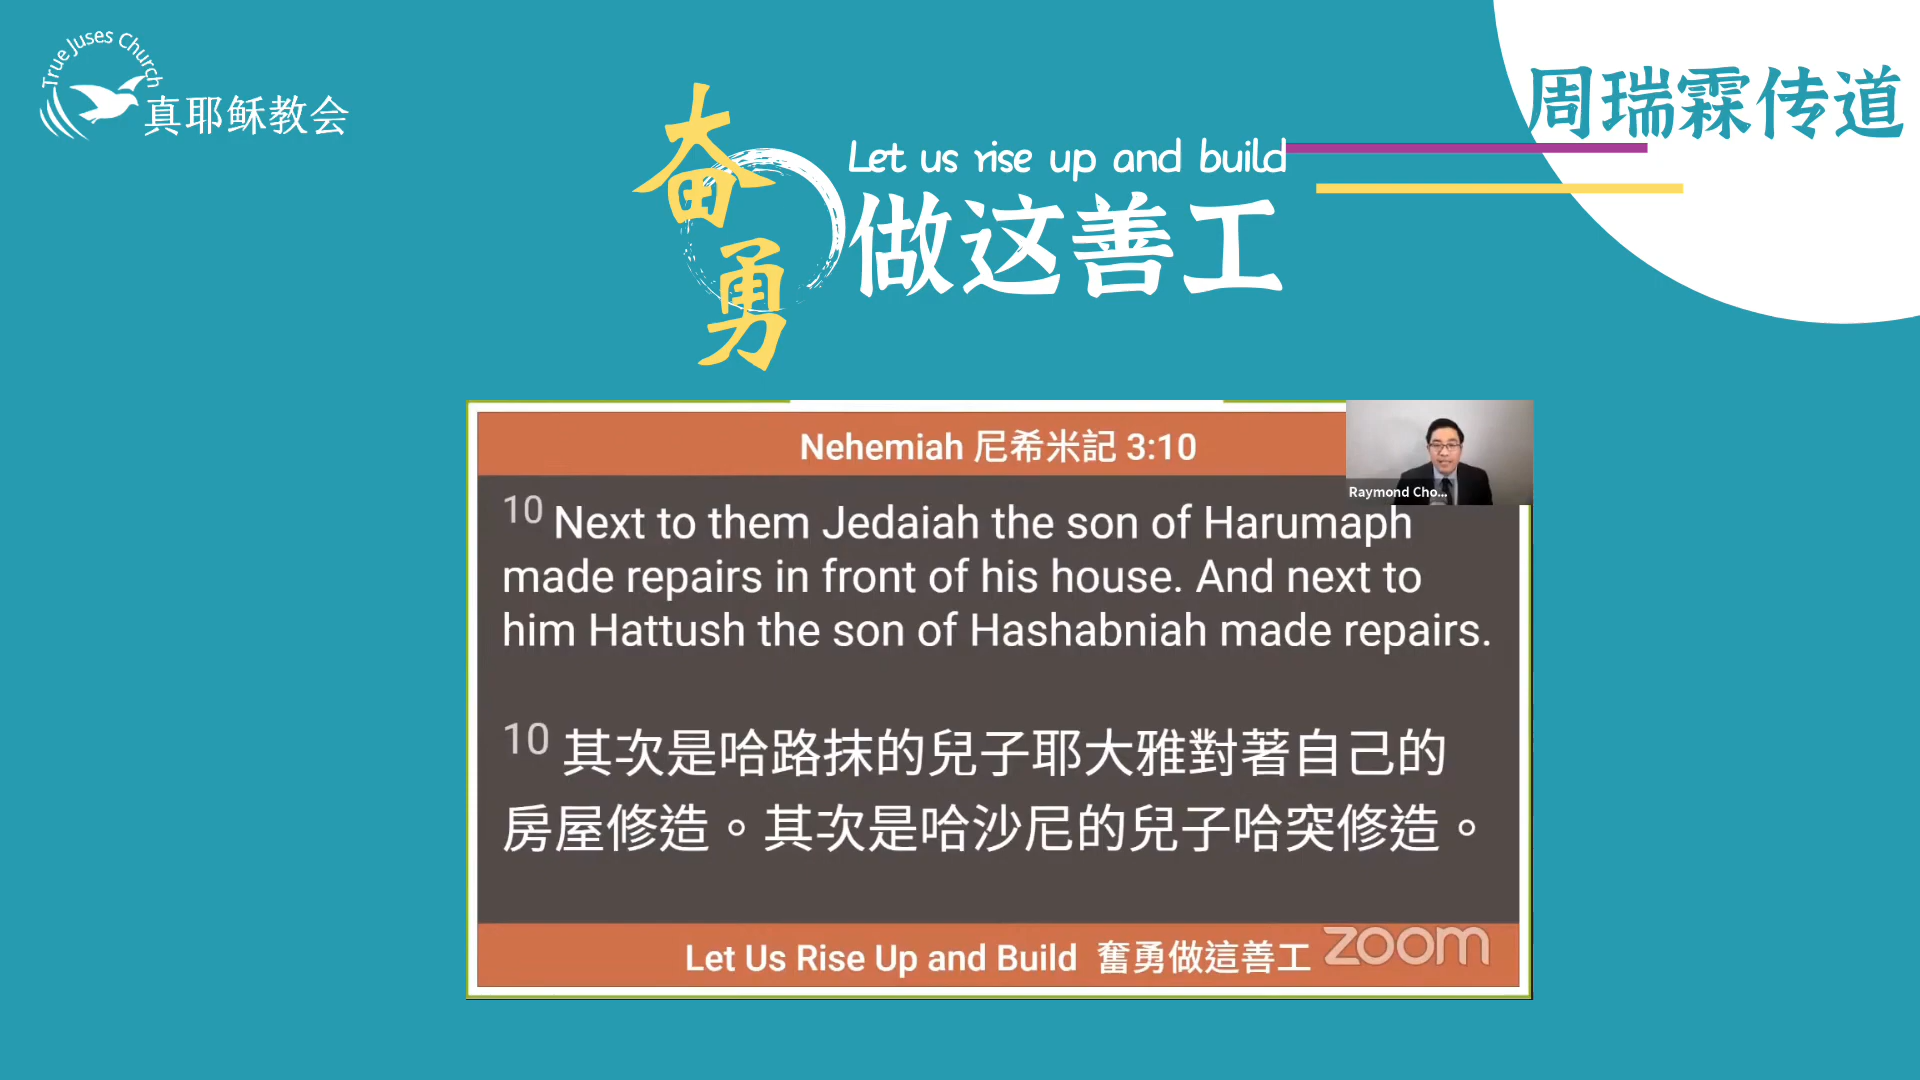 True Juses Church
真耶稣教会
奋勇
Let us rise up and build
做这善工
周瑞霖传道
Nehemiah 尼希米記 3:10
Raymond Cho...
10 Next to them Jedaiah the son of Harumaph
made repairs in front of his house. And next to
him Hattush the son of Hashabniah made repairs.
10 其次是哈路抹的兒子耶大雅對著自己的
房屋修造。其次是哈沙尼的兒子哈突修造。
Let Us Rise Up and Build 奮勇做這善工
zoom